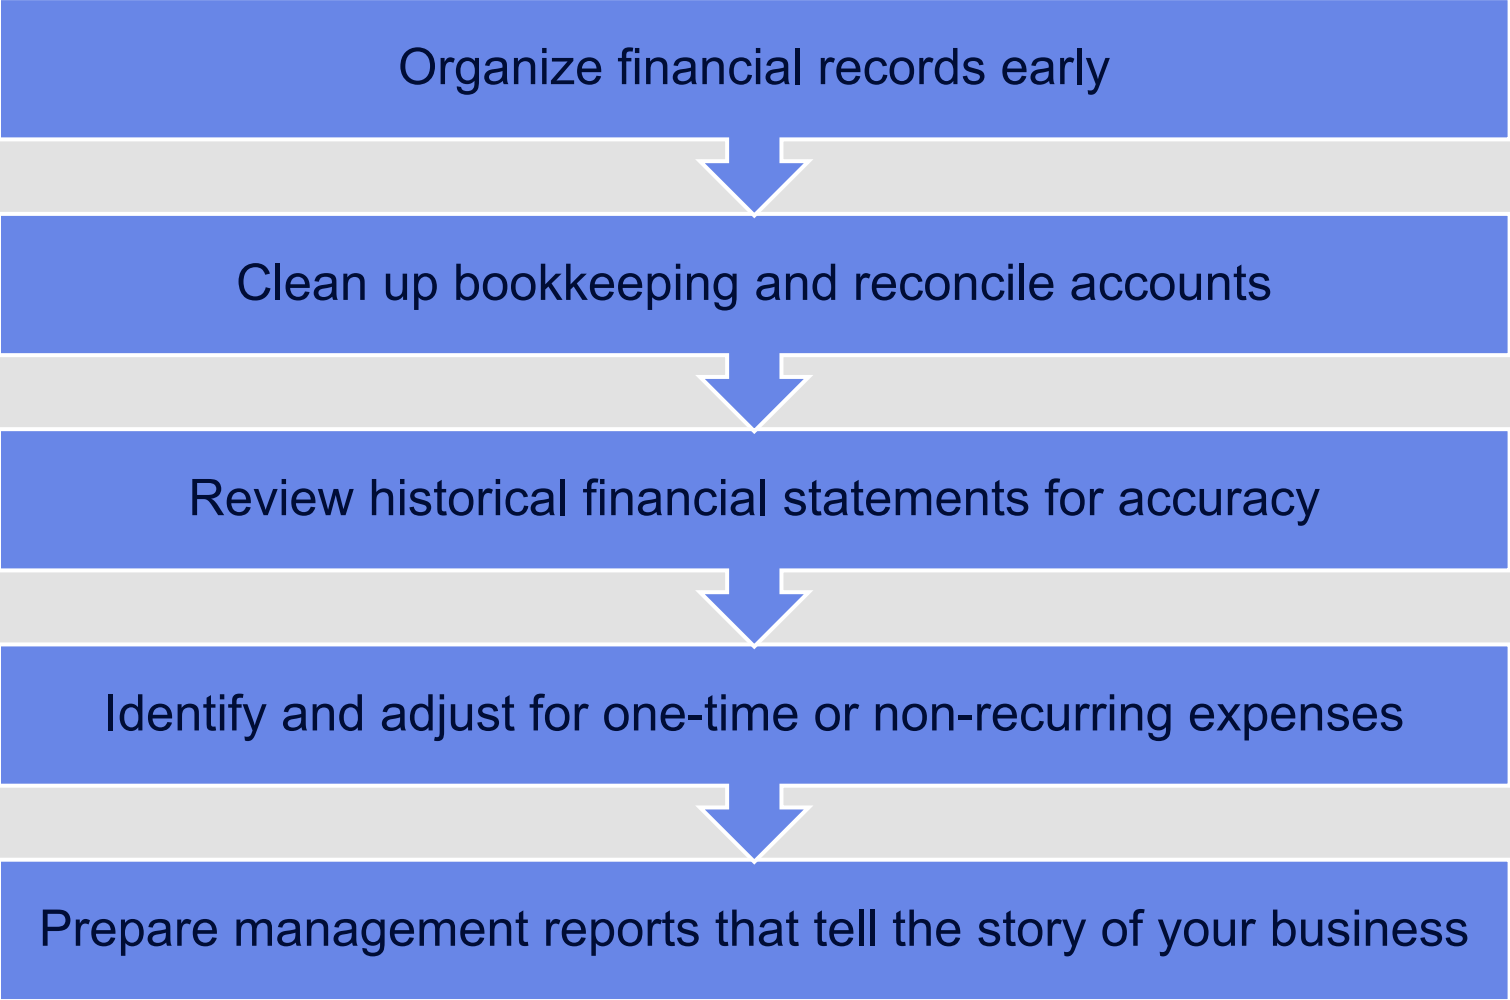 Organize financial records early
Clean up bookkeeping and reconcile accounts
Review historical financial statements for accuracy
Identify and adjust for one-time or non-recurring expenses
Prepare management reports that tell the story of your business